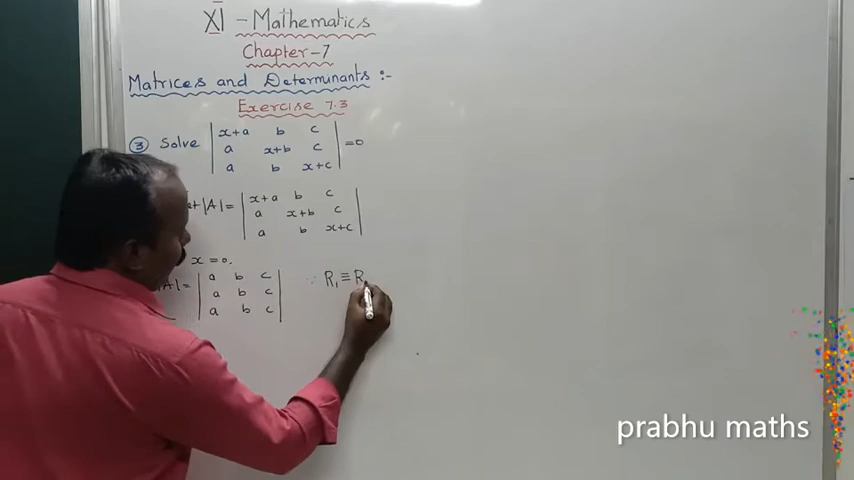 XI - Mathematics
Chapter-7
Matrices and Determinants :-
Exercise 7.3
3 Solve | x+a b c | = 0
a x+b c
a b x+c
|A| = | x+a b c |
a x+b c
a b x+c
x = 0.
|A| = | a b c | ∵ R₁ ≡ R
a b c
a b c
prabhu maths